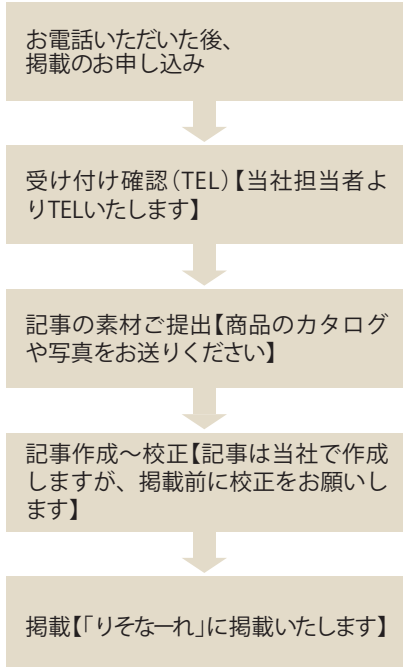 お電話いただいた後、
掲載のお申し込み
受け付け確認（TEL）【当社担当者よ
りTELいたします】
記事の素材ご提出【商品のカタログ
や写真をお送りください】
記事作成～校正【記事は当社で作成
しますが、掲載前に校正をお願いし
ます】
掲載【「りそなーれ」に掲載いたします】